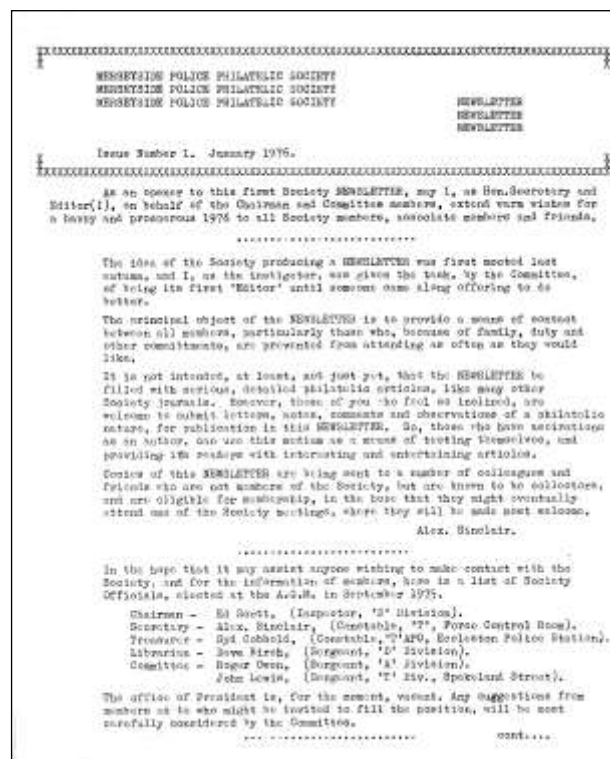 MERSEYSIDE POLICE PHILATELIC SOCIETY
MERSEYSIDE POLICE PHILATELIC SOCIETY
MERSEYSIDE POLICE PHILATELIC SOCIETY
NEWSLETTER
NEWSLETTER
NEWSLETTER
Issue Number 1. January 1976.
As an opener to this first Society NEWSLETTER, may I, as Hon.Secretary and
Editor(!), on behalf of the Chairman and Committee members, extend warm wishes for
a happy and prosperous 1976 to all Society members, associate members and friends.
The idea of the Society producing a NEWSLETTER was first mooted last
autumn, and I, as the instigator, was given the task, by the Committee,
of being its first 'Editor' until someone came along offering to do
better.
The principal object of the NEWSLETTER is to provide a means of contact
between all members, particularly those who, because of family, duty and
other commitments, are prevented from attending as often as they would
like.
It is not intended, at least, not just yet, that the NEWSLETTER be
filled with serious, detailed philatelic articles, like many other
Society journals. However, those of you who feel so inclined, are
welcome to submit letters, notes, comments and observations of a philatelic
nature, for publication in this NEWSLETTER. So, those who have aspirations
as an author, can use this medium as a means of testing themselves, and
providing its readers with interesting and entertaining articles.
Copies of this NEWSLETTER are being sent to a number of colleagues and
friends who are not members of the Society, but are known to be collectors,
and are eligible for membership, in the hope that they might eventually
attend one of the Society meetings, where they will be made most welcome.
Alex. Sinclair.
In the hope that it may assist anyone wishing to make contact with the
Society, and for the information of members, here is a list of Society
Officials, elected at the A.G.M. in September 1975.
Chairman - Ed Scott, (Inspector, Division).
Secretary - Alex. Sinclair, (Constable, Force Control Room).
Treasurer - Syd Cobbold, (Constable, Eccleston Police Station).
Librarian - Dave Birch, (Sergeant, 'D' Division).
Committee - Roger Owen, (Sergeant, 'A' Division).
John Lewis, (Sergeant, Div., Street).
The office of President is, for the moment, vacant. Any suggestions from
members as to who might be invited to fill the position, will be most
carefully considered by the Committee.
cont....